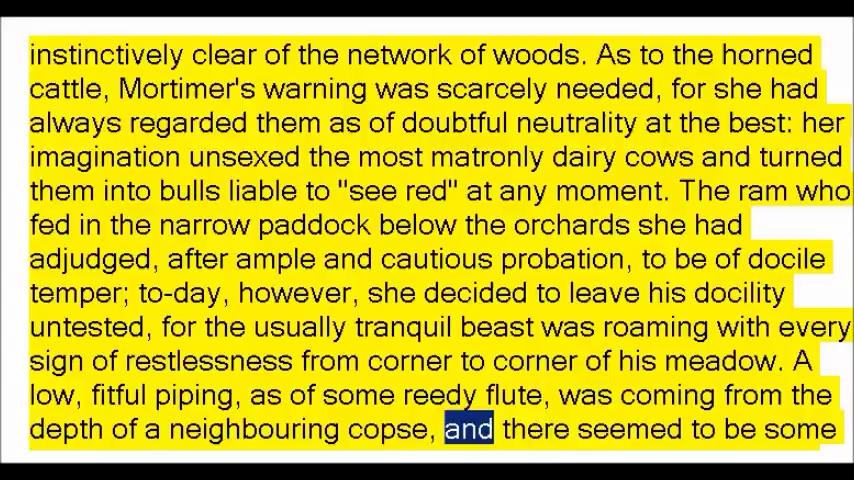 instinctively clear of the network of woods. As to the horned
cattle, Mortimer's warning was scarcely needed, for she had
always regarded them as of doubtful neutrality at the best: her
imagination unsexed the most matronly dairy cows and turned
them into bulls liable to "see red" at any moment. The ram who
fed in the narrow paddock below the orchards she had
adjudged, after ample and cautious probation, to be of docile
temper; to-day, however, she decided to leave his docility
untested, for the usually tranquil beast was roaming with every
sign of restlessness from corner to corner of his meadow. A
low, fitful piping, as of some reedy flute, was coming from the
depth of a neighbouring copse, and there seemed to be some